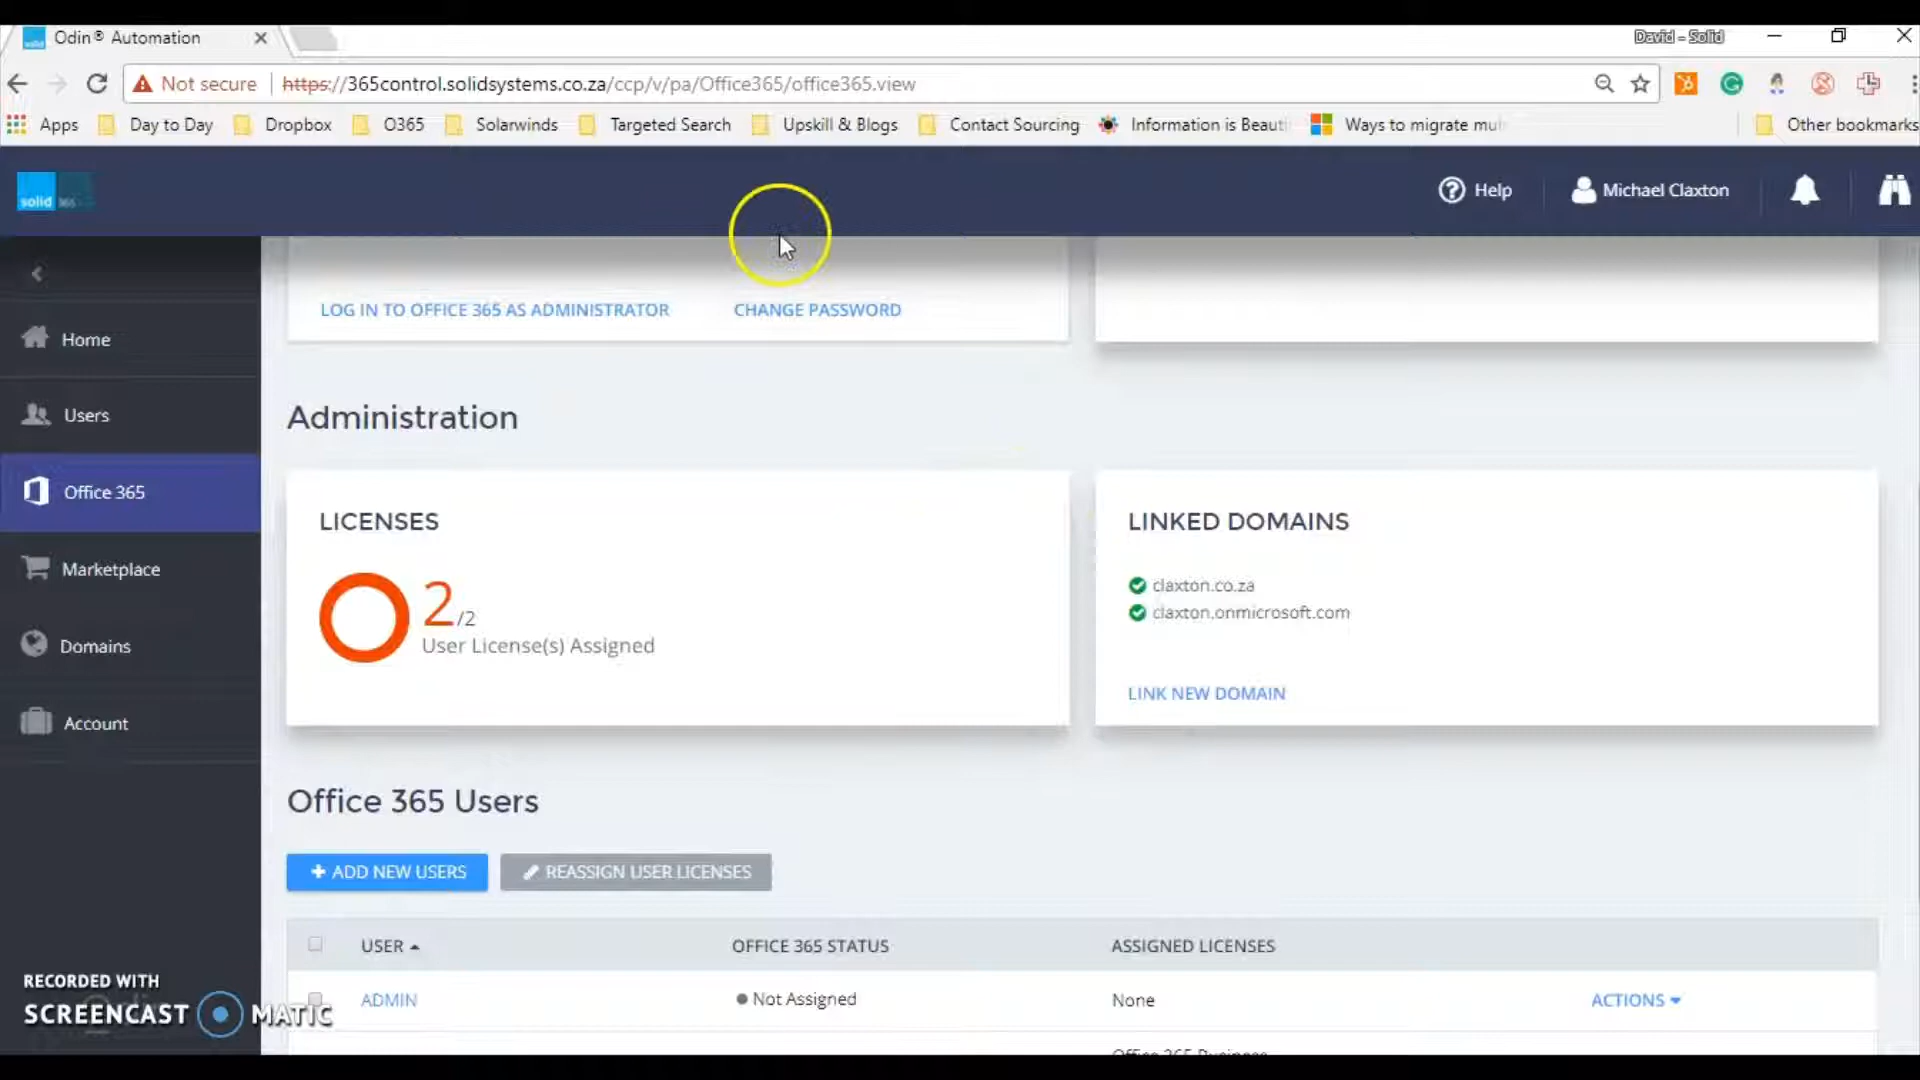 Odin® Automation
David - Solid
Not secure https://365control.solidsystems.co.za/ccp/v/pa/Office365/office365.view
Apps Day to Day Dropbox O365 Solarwinds Targeted Search Upskill & Blogs Contact Sourcing Information is Beauti Ways to migrate mu Other bookmarks
solid 365 Help Michael Claxton
LOG IN TO OFFICE 365 AS ADMINISTRATOR CHANGE PASSWORD
Home
Users
Office 365
Marketplace
Domains
Account
Administration
LICENSES
2/2
User License(s) Assigned
LINKED DOMAINS
claxton.co.za
claxton.onmicrosoft.com
LINK NEW DOMAIN
Office 365 Users
ADD NEW USERS REASSIGN USER LICENSES
USER OFFICE 365 STATUS ASSIGNED LICENSES
ADMIN Not Assigned None ACTIONS
Office 365 Business
RECORDED WITH
SCREENCAST MATIC